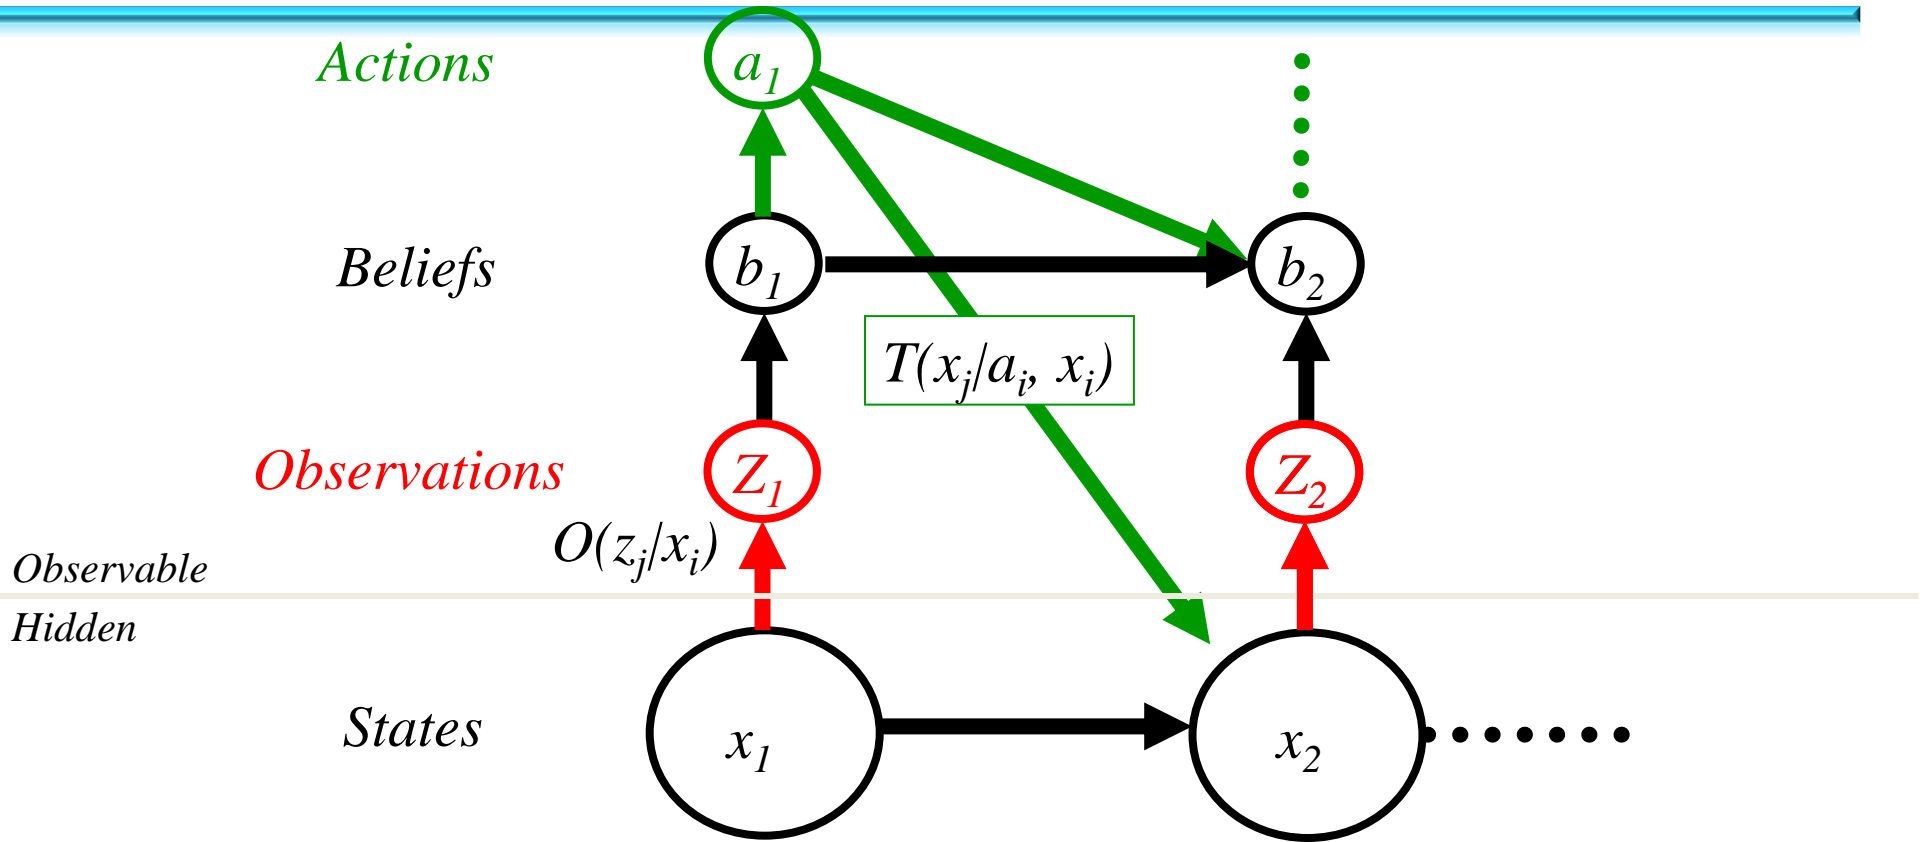 Actions a₁
Beliefs b₁ b₂
T(xⱼ/aᵢ, xᵢ)
Observations Z₁ Z₂
O(zⱼ/xᵢ)
Observable
Hidden
States x₁ x₂